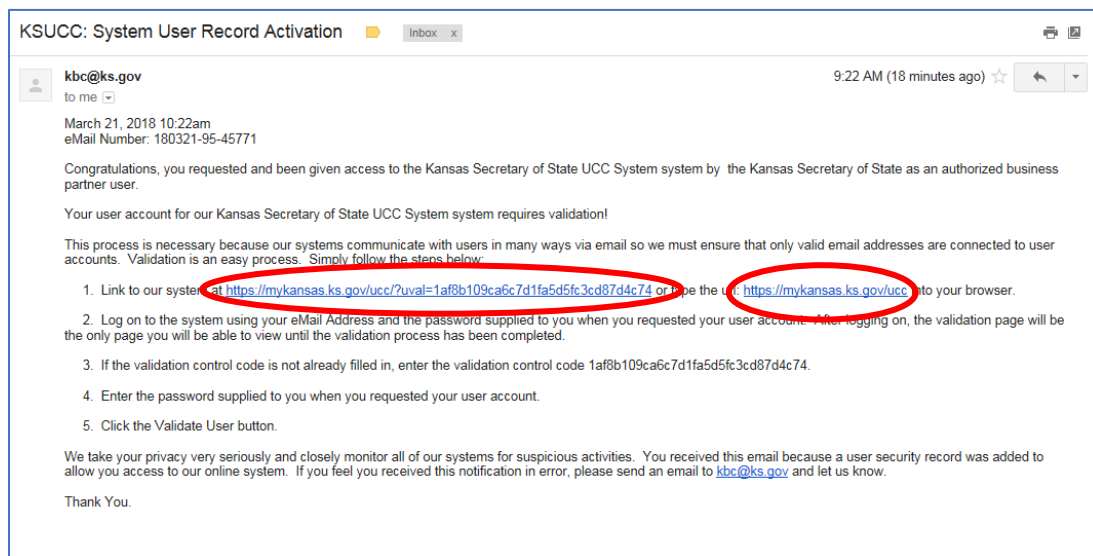 KSUCC: System User Record Activation Inbox x
kbc@ks.gov 9:22 AM (18 minutes ago)
to me
March 21, 2018 10:22am
eMail Number: 180321-95-45771
Congratulations, you requested and been given access to the Kansas Secretary of State UCC System system by the Kansas Secretary of State as an authorized business
partner user.
Your user account for our Kansas Secretary of State UCC System system requires validation!
This process is necessary because our systems communicate with users in many ways via email so we must ensure that only valid email addresses are connected to user
accounts. Validation is an easy process. Simply follow the steps below:
1. Link to our system at https://mykansas.ks.gov/ucc/?uval=1af8b109ca6c7d1fa5d5fc3cd87d4c74 or type the url: https://mykansas.ks.gov/ucc into your browser.
2. Log on to the system using your eMail Address and the password supplied to you when you requested your user account. After logging on, the validation page will be
the only page you will be able to view until the validation process has been completed.
3. If the validation control code is not already filled in, enter the validation control code 1af8b109ca6c7d1fa5d5fc3cd87d4c74.
4. Enter the password supplied to you when you requested your user account.
5. Click the Validate User button.
We take your privacy very seriously and closely monitor all of our systems for suspicious activities. You received this email because a user security record was added to
allow you access to our online system. If you feel you received this notification in error, please send an email to kbc@ks.gov and let us know.
Thank You.